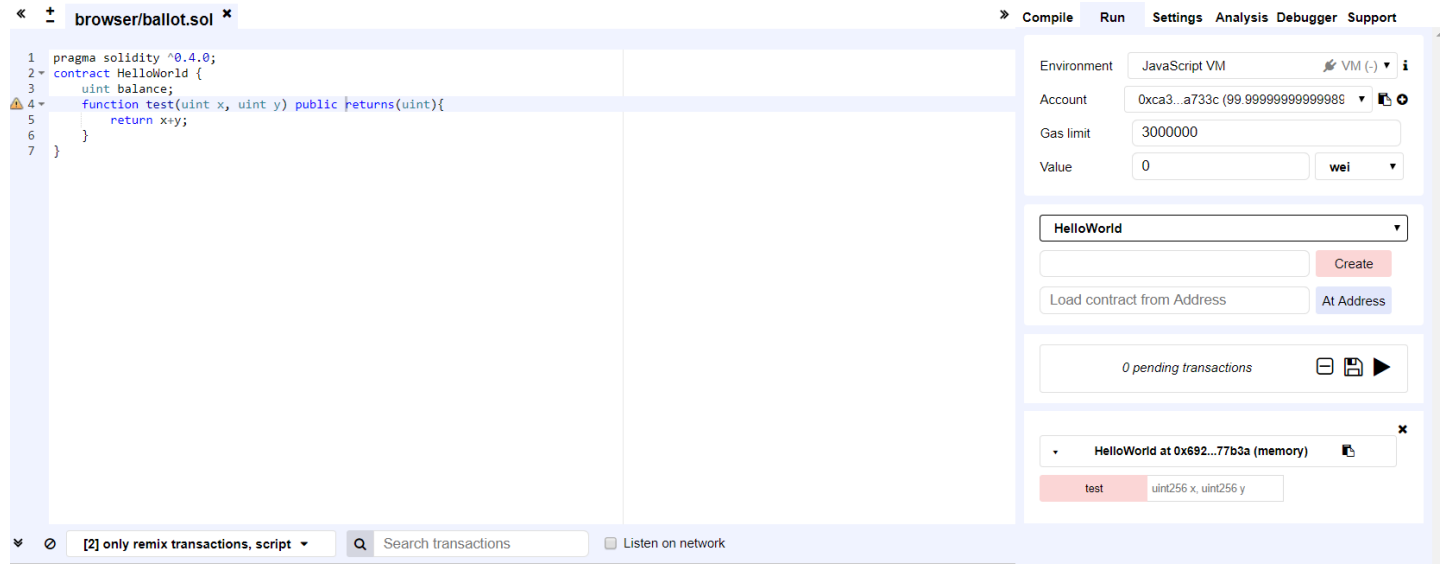 browser/ballot.sol
Compile Run Settings Analysis Debugger Support
1 pragma solidity ^0.4.0;
2 contract HelloWorld {
3 uint balance;
4 function test(uint x, uint y) public returns(uint){
5 return x+y;
6 }
7 }
Environment JavaScript VM VM (-)
Account 0xca3...a733c (99.99999999999989
Gas limit 3000000
Value 0 wei
HelloWorld
Create
Load contract from Address At Address
0 pending transactions
HelloWorld at 0x692...77b3a (memory)
test uint256 x, uint256 y
[2] only remix transactions, script Search transactions Listen on network